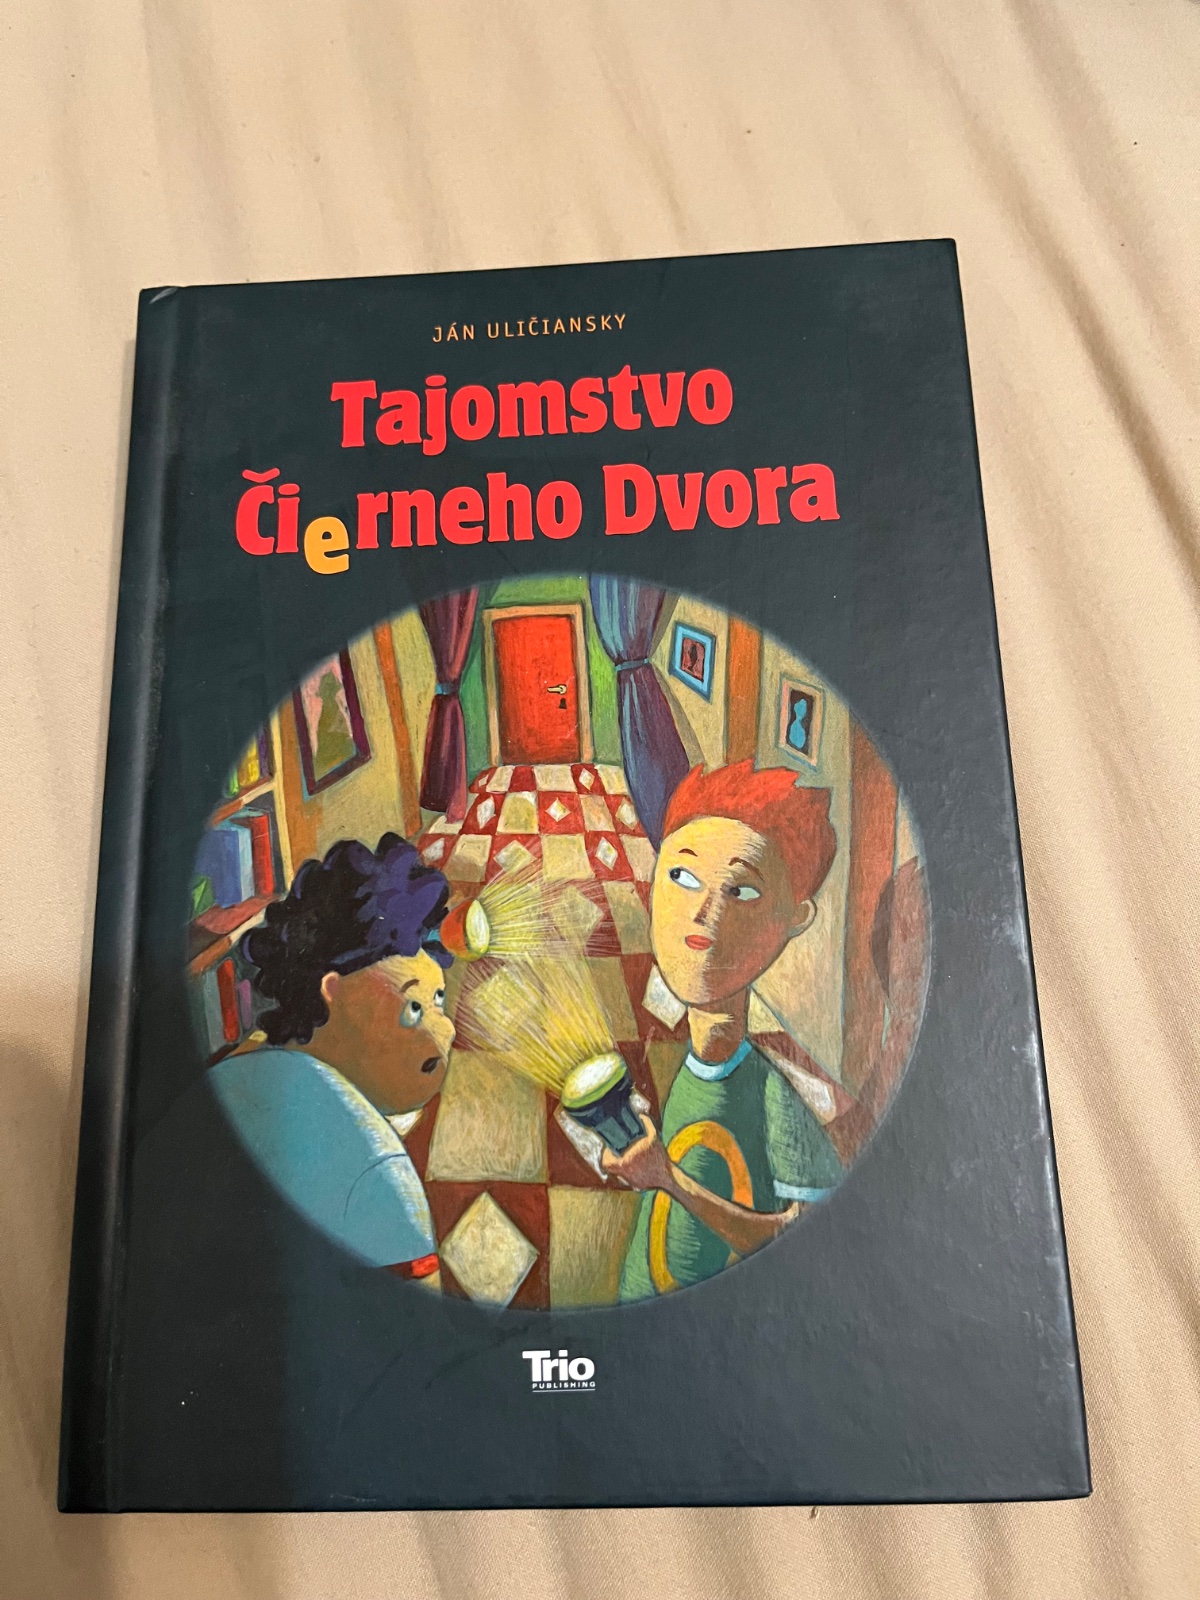 JÁN ULIČIANSKY
Tajomstvo
Čierneho Dvora
Trio
PUBLISHING